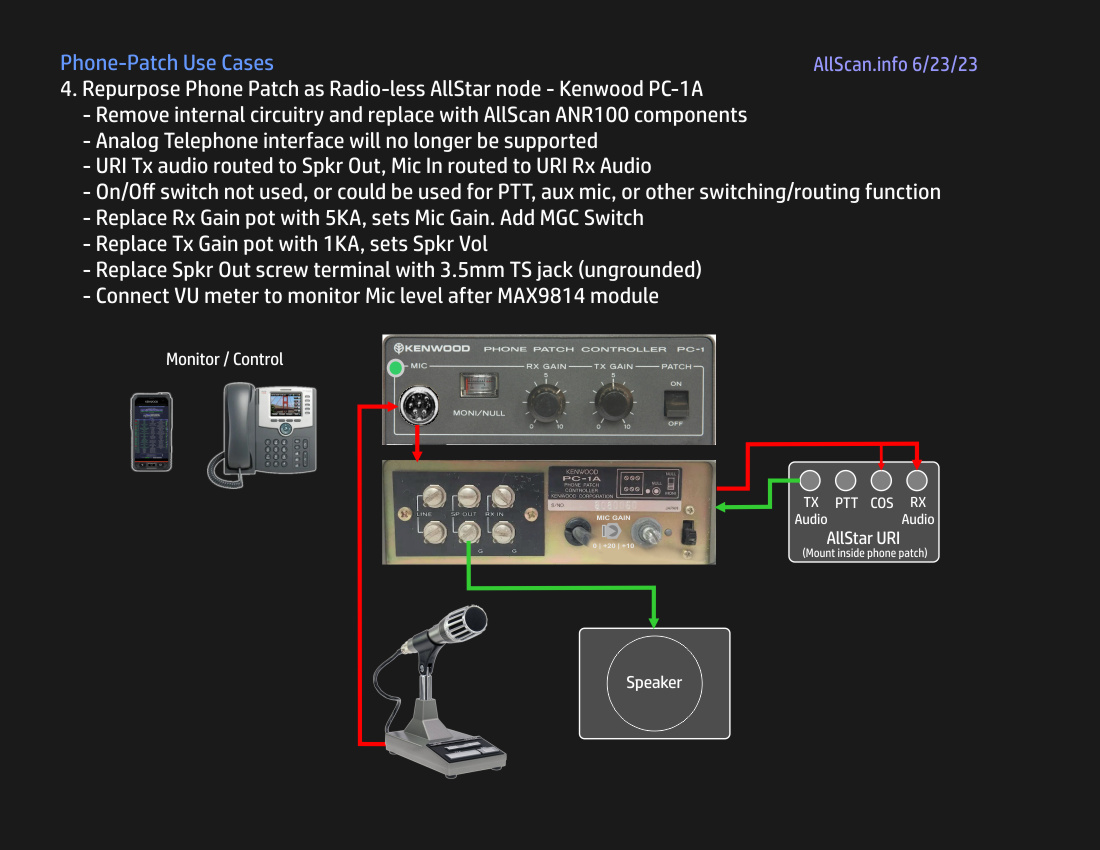 Phone-Patch Use Cases
AllScan.info 6/23/23
4. Repurpose Phone Patch as Radio-less AllStar node - Kenwood PC-1A
- Remove internal circuitry and replace with AllScan ANR100 components
- Analog Telephone interface will no longer be supported
- URI Tx audio routed to Spkr Out, Mic In routed to URI Rx Audio
- On/Off switch not used, or could be used for PTT, aux mic, or other switching/routing function
- Replace Rx Gain pot with 5KA, sets Mic Gain. Add MGC Switch
- Replace Tx Gain pot with 1KA, sets Spkr Vol
- Replace Spkr Out screw terminal with 3.5mm TS jack (ungrounded)
- Connect VU meter to monitor Mic level after MAX9814 module
Monitor / Control
KENWOOD PHONE PATCH CONTROLLER PC-1
MIC RX GAIN TX GAIN PATCH
5 5
ON
MONI/NULL
0 10 0 10
OFF
KENWOOD
PC-1A
PHONE PATCH
CONTROLLER
KENWOOD CORPORATION
NULL
NULL
S/NO
JAPAN
LINE SP OUT RX IN
MIC GAIN
0 | +20 | +10
G G
TX Audio
PTT
COS
RX Audio
AllStar URI
(Mount inside phone patch)
Speaker